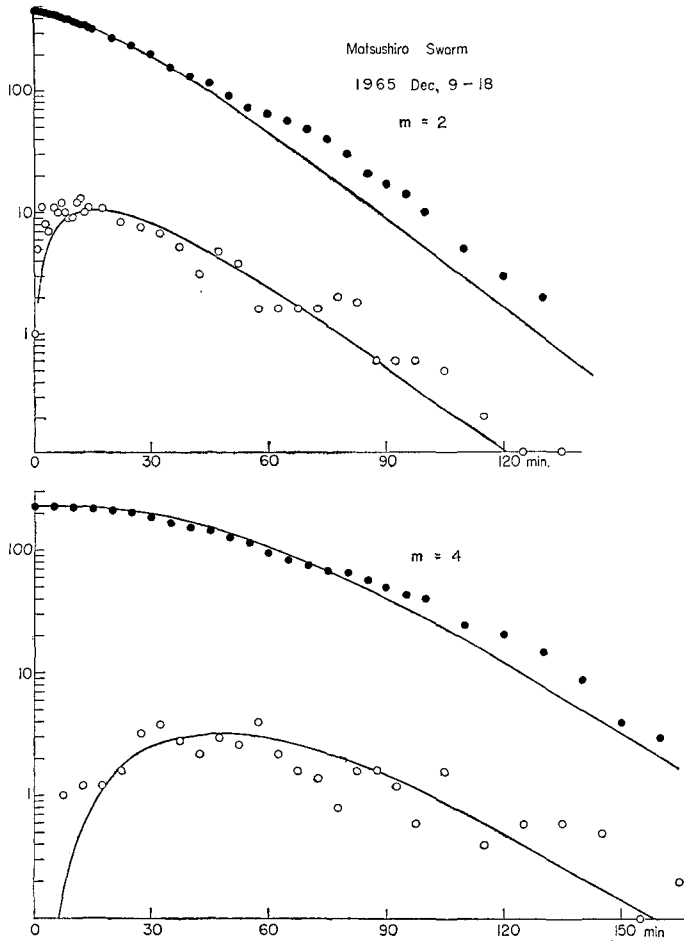 Matsushiro Swarm
1965 Dec, 9-18
m = 2
100
10
1
0 30 60 90 120 min.
m = 4
100
10
1
0 30 60 90 120 150 min